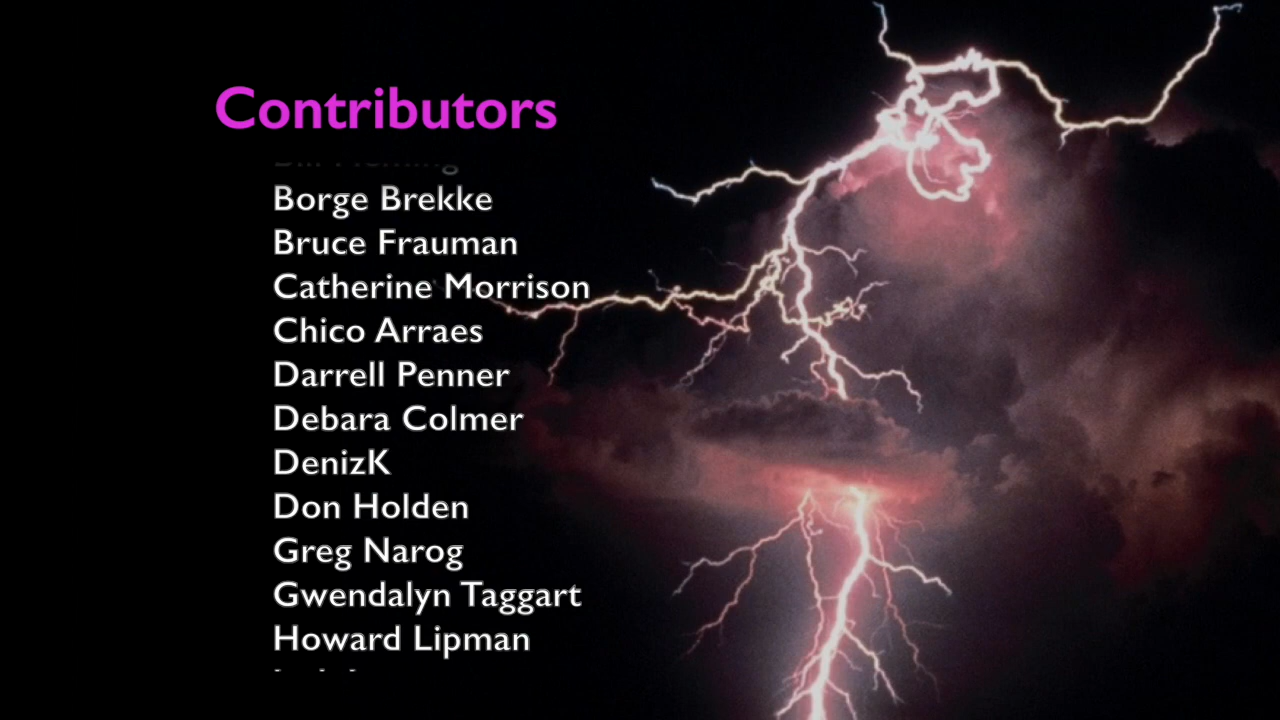 Contributors
Borge Brekke
Bruce Frauman
Catherine Morrison
Chico Arraes
Darrell Penner
Debara Colmer
DenizK
Don Holden
Greg Narog
Gwendalyn Taggart
Howard Lipman